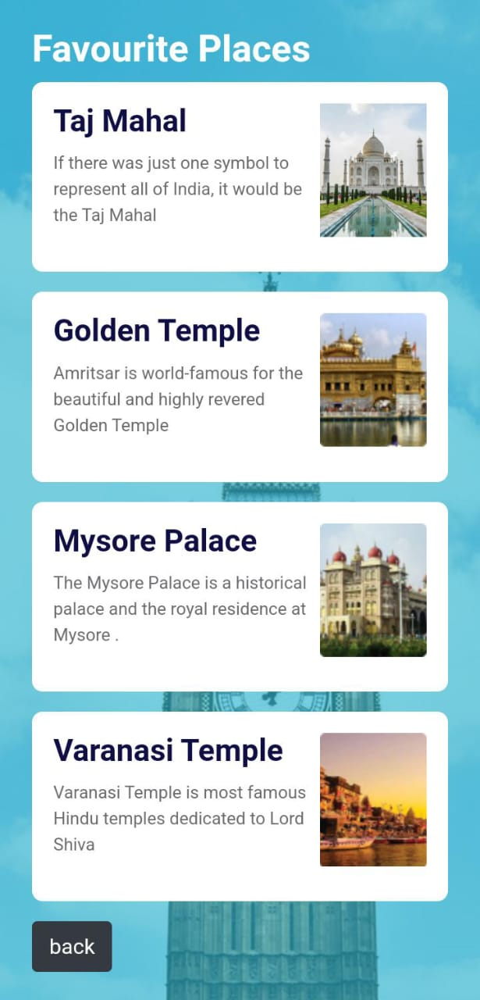 Favourite Places
Taj Mahal
If there was just one symbol to
represent all of India, it would be
the Taj Mahal
Golden Temple
Amritsar is world-famous for the
beautiful and highly revered
Golden Temple
Mysore Palace
The Mysore Palace is a historical
palace and the royal residence at
Mysore .
Varanasi Temple
Varanasi Temple is most famous
Hindu temples dedicated to Lord
Shiva
back